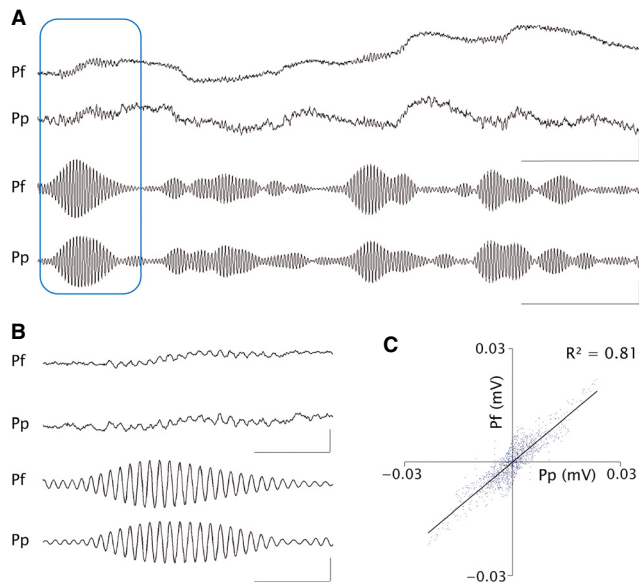 A
Pf
Pp
Pf
Pp
B
Pf
Pp
Pf
Pp
C
0.03
R² = 0.81
Pf (mV)
−0.03
Pp (mV)
0.03
−0.03